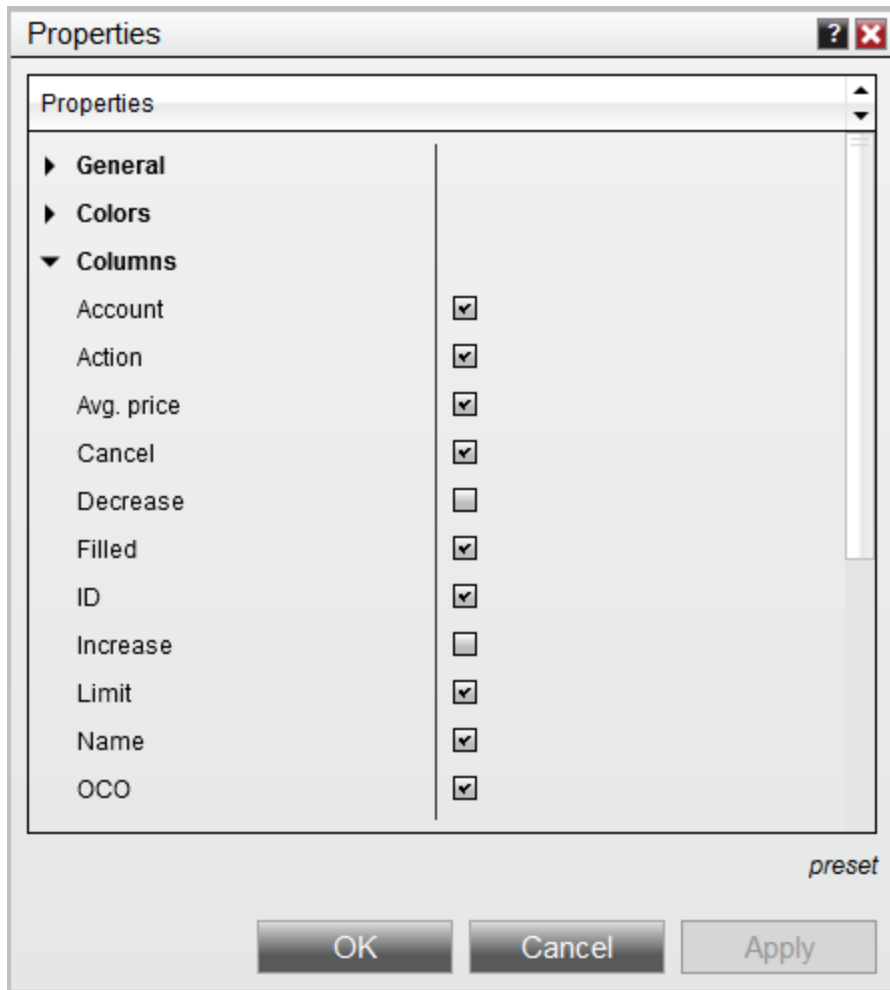 Properties
Properties
General
Colors
Columns
Account
Action
Avg. price
Cancel
Decrease
Filled
ID
Increase
Limit
Name
OCO
preset
OK Cancel Apply